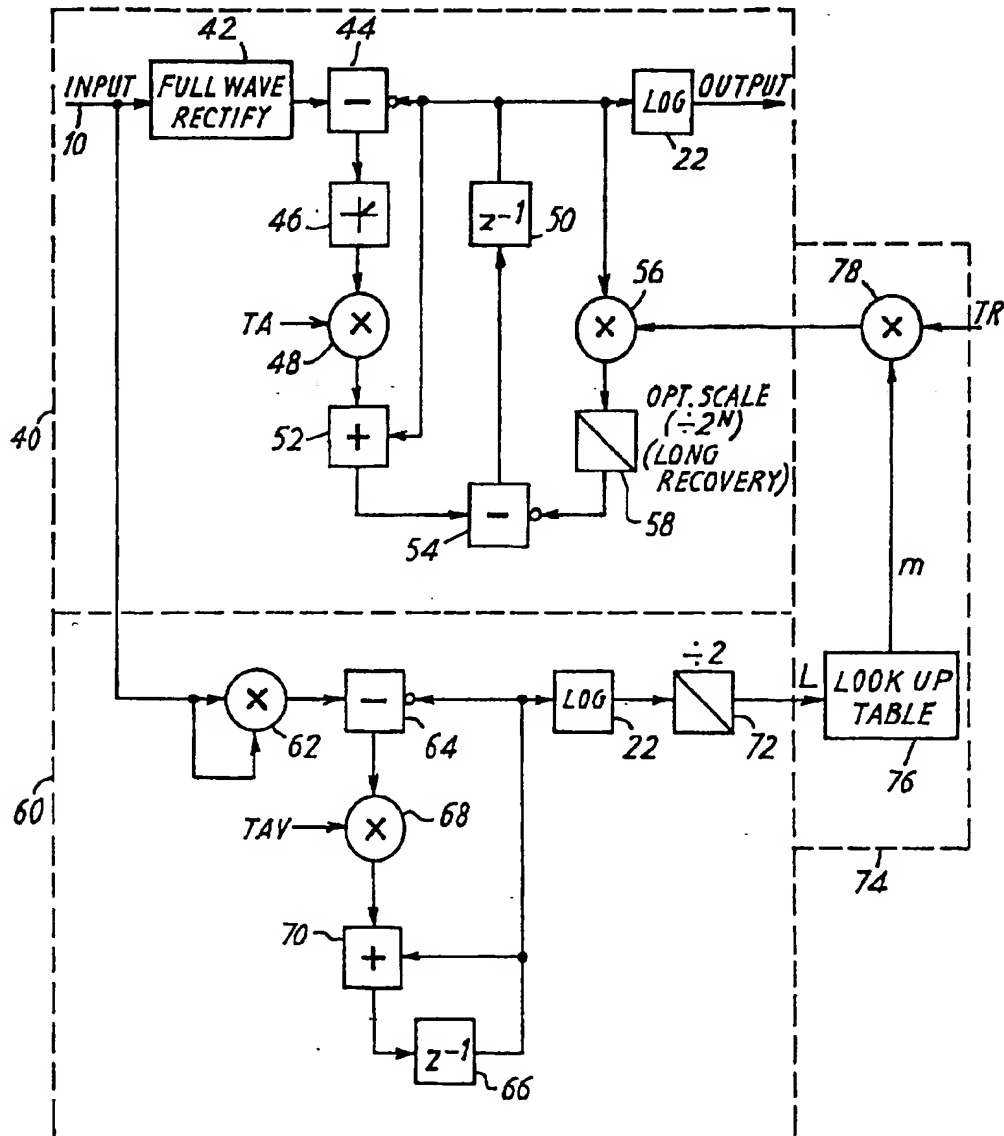 42
44
INPUT
FULL WAVE
RECTIFY
−
LOG
OUTPUT
10
22
46
z⁻¹
50
56
78
TA
×
×
×
TR
48
OPT. SCALE
(÷2ᴺ)
(LONG
RECOVERY)
40
52
+
−
54
58
m
÷2
×
−
LOG
L
LOOK UP
TABLE
62
64
22
72
76
60
TAV
×
68
74
70
+
z⁻¹
66